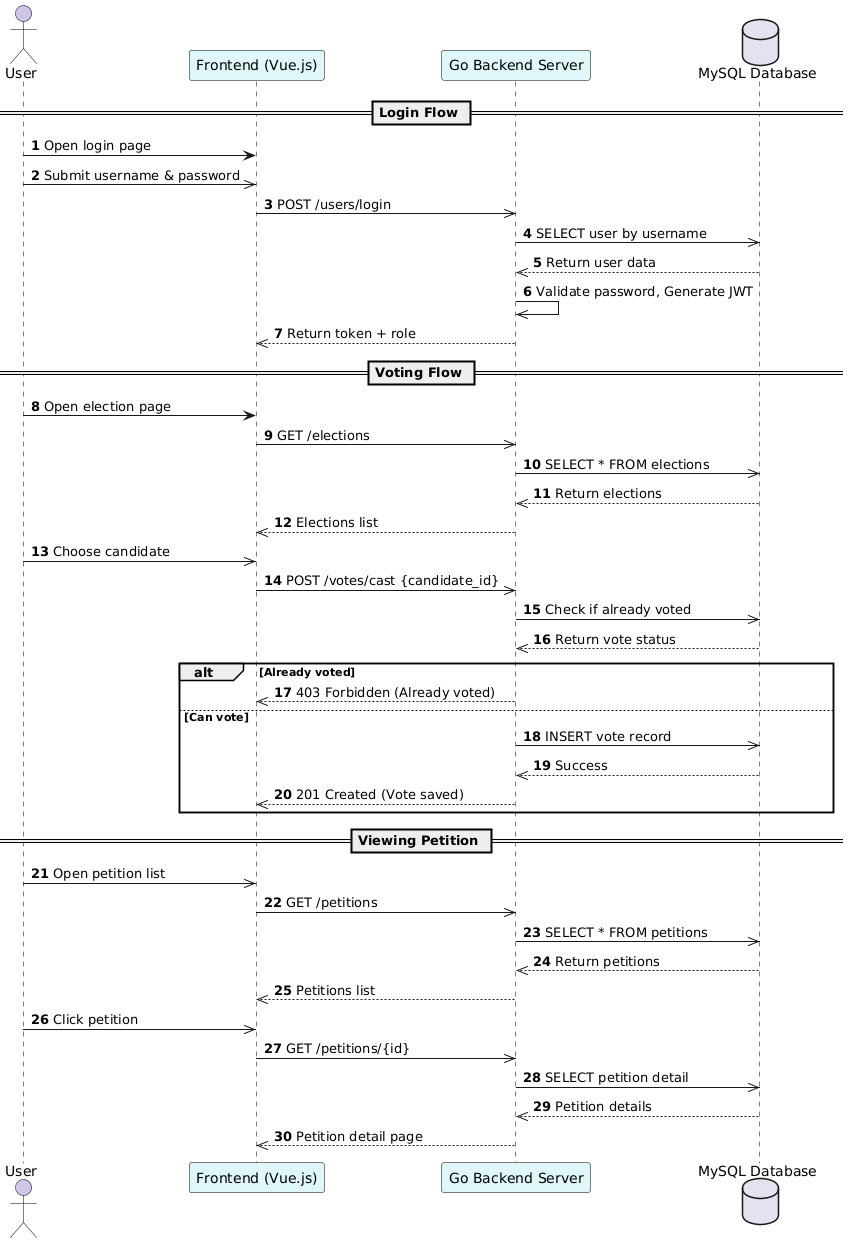 User
Frontend (Vue.js)
Go Backend Server
MySQL Database
Login Flow
1 Open login page
2 Submit username & password
3 POST /users/login
4 SELECT user by username
5 Return user data
6 Validate password, Generate JWT
7 Return token + role
Voting Flow
8 Open election page
9 GET /elections
10 SELECT * FROM elections
11 Return elections
12 Elections list
13 Choose candidate
14 POST /votes/cast {candidate_id}
15 Check if already voted
16 Return vote status
alt
[Already voted]
17 403 Forbidden (Already voted)
[Can vote]
18 INSERT vote record
19 Success
20 201 Created (Vote saved)
Viewing Petition
21 Open petition list
22 GET /petitions
23 SELECT * FROM petitions
24 Return petitions
25 Petitions list
26 Click petition
27 GET /petitions/{id}
28 SELECT petition detail
29 Petition details
30 Petition detail page
User
Frontend (Vue.js)
Go Backend Server
MySQL Database